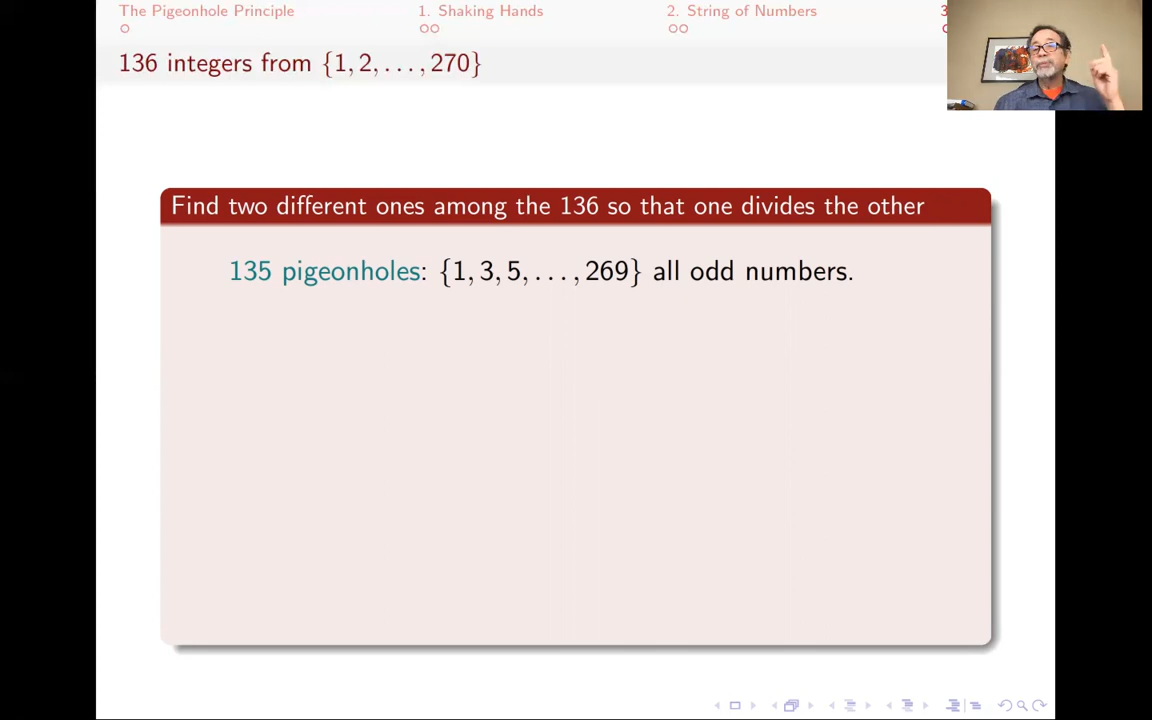 The Pigeonhole Principle
1. Shaking Hands
2. String of Numbers
3
136 integers from {1, 2, . . . , 270}
Find two different ones among the 136 so that one divides the other
135 pigeonholes: {1, 3, 5, . . . , 269} all odd numbers.